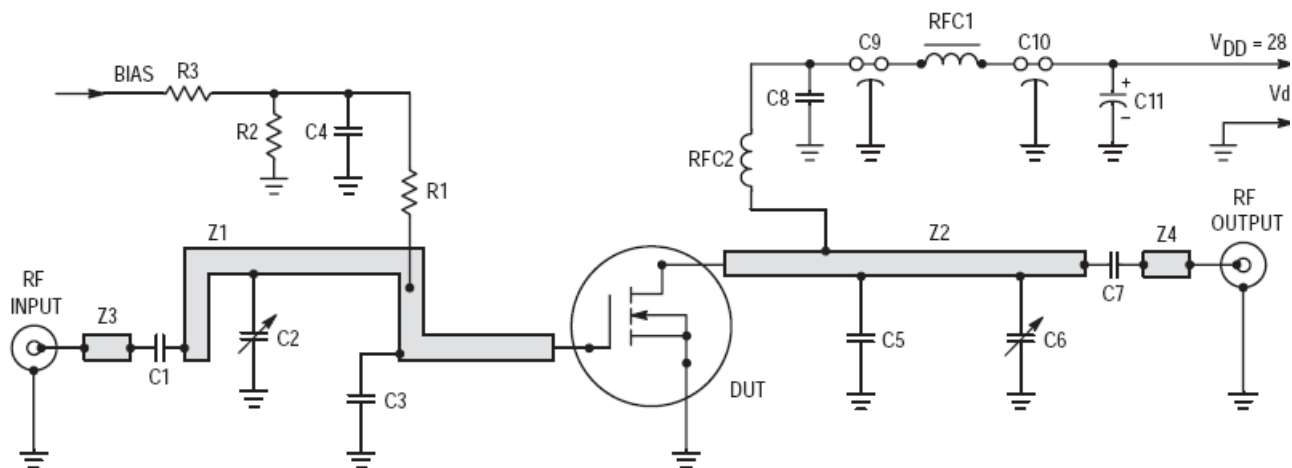 RFC1
C9
C10
V_DD = 28
BIAS
R3
Vd
C8
C11
+
–
R2
C4
RFC2
R1
RF
OUTPUT
Z1
Z2
Z4
RF
INPUT
Z3
C7
C2
C5
C6
C1
C3
DUT